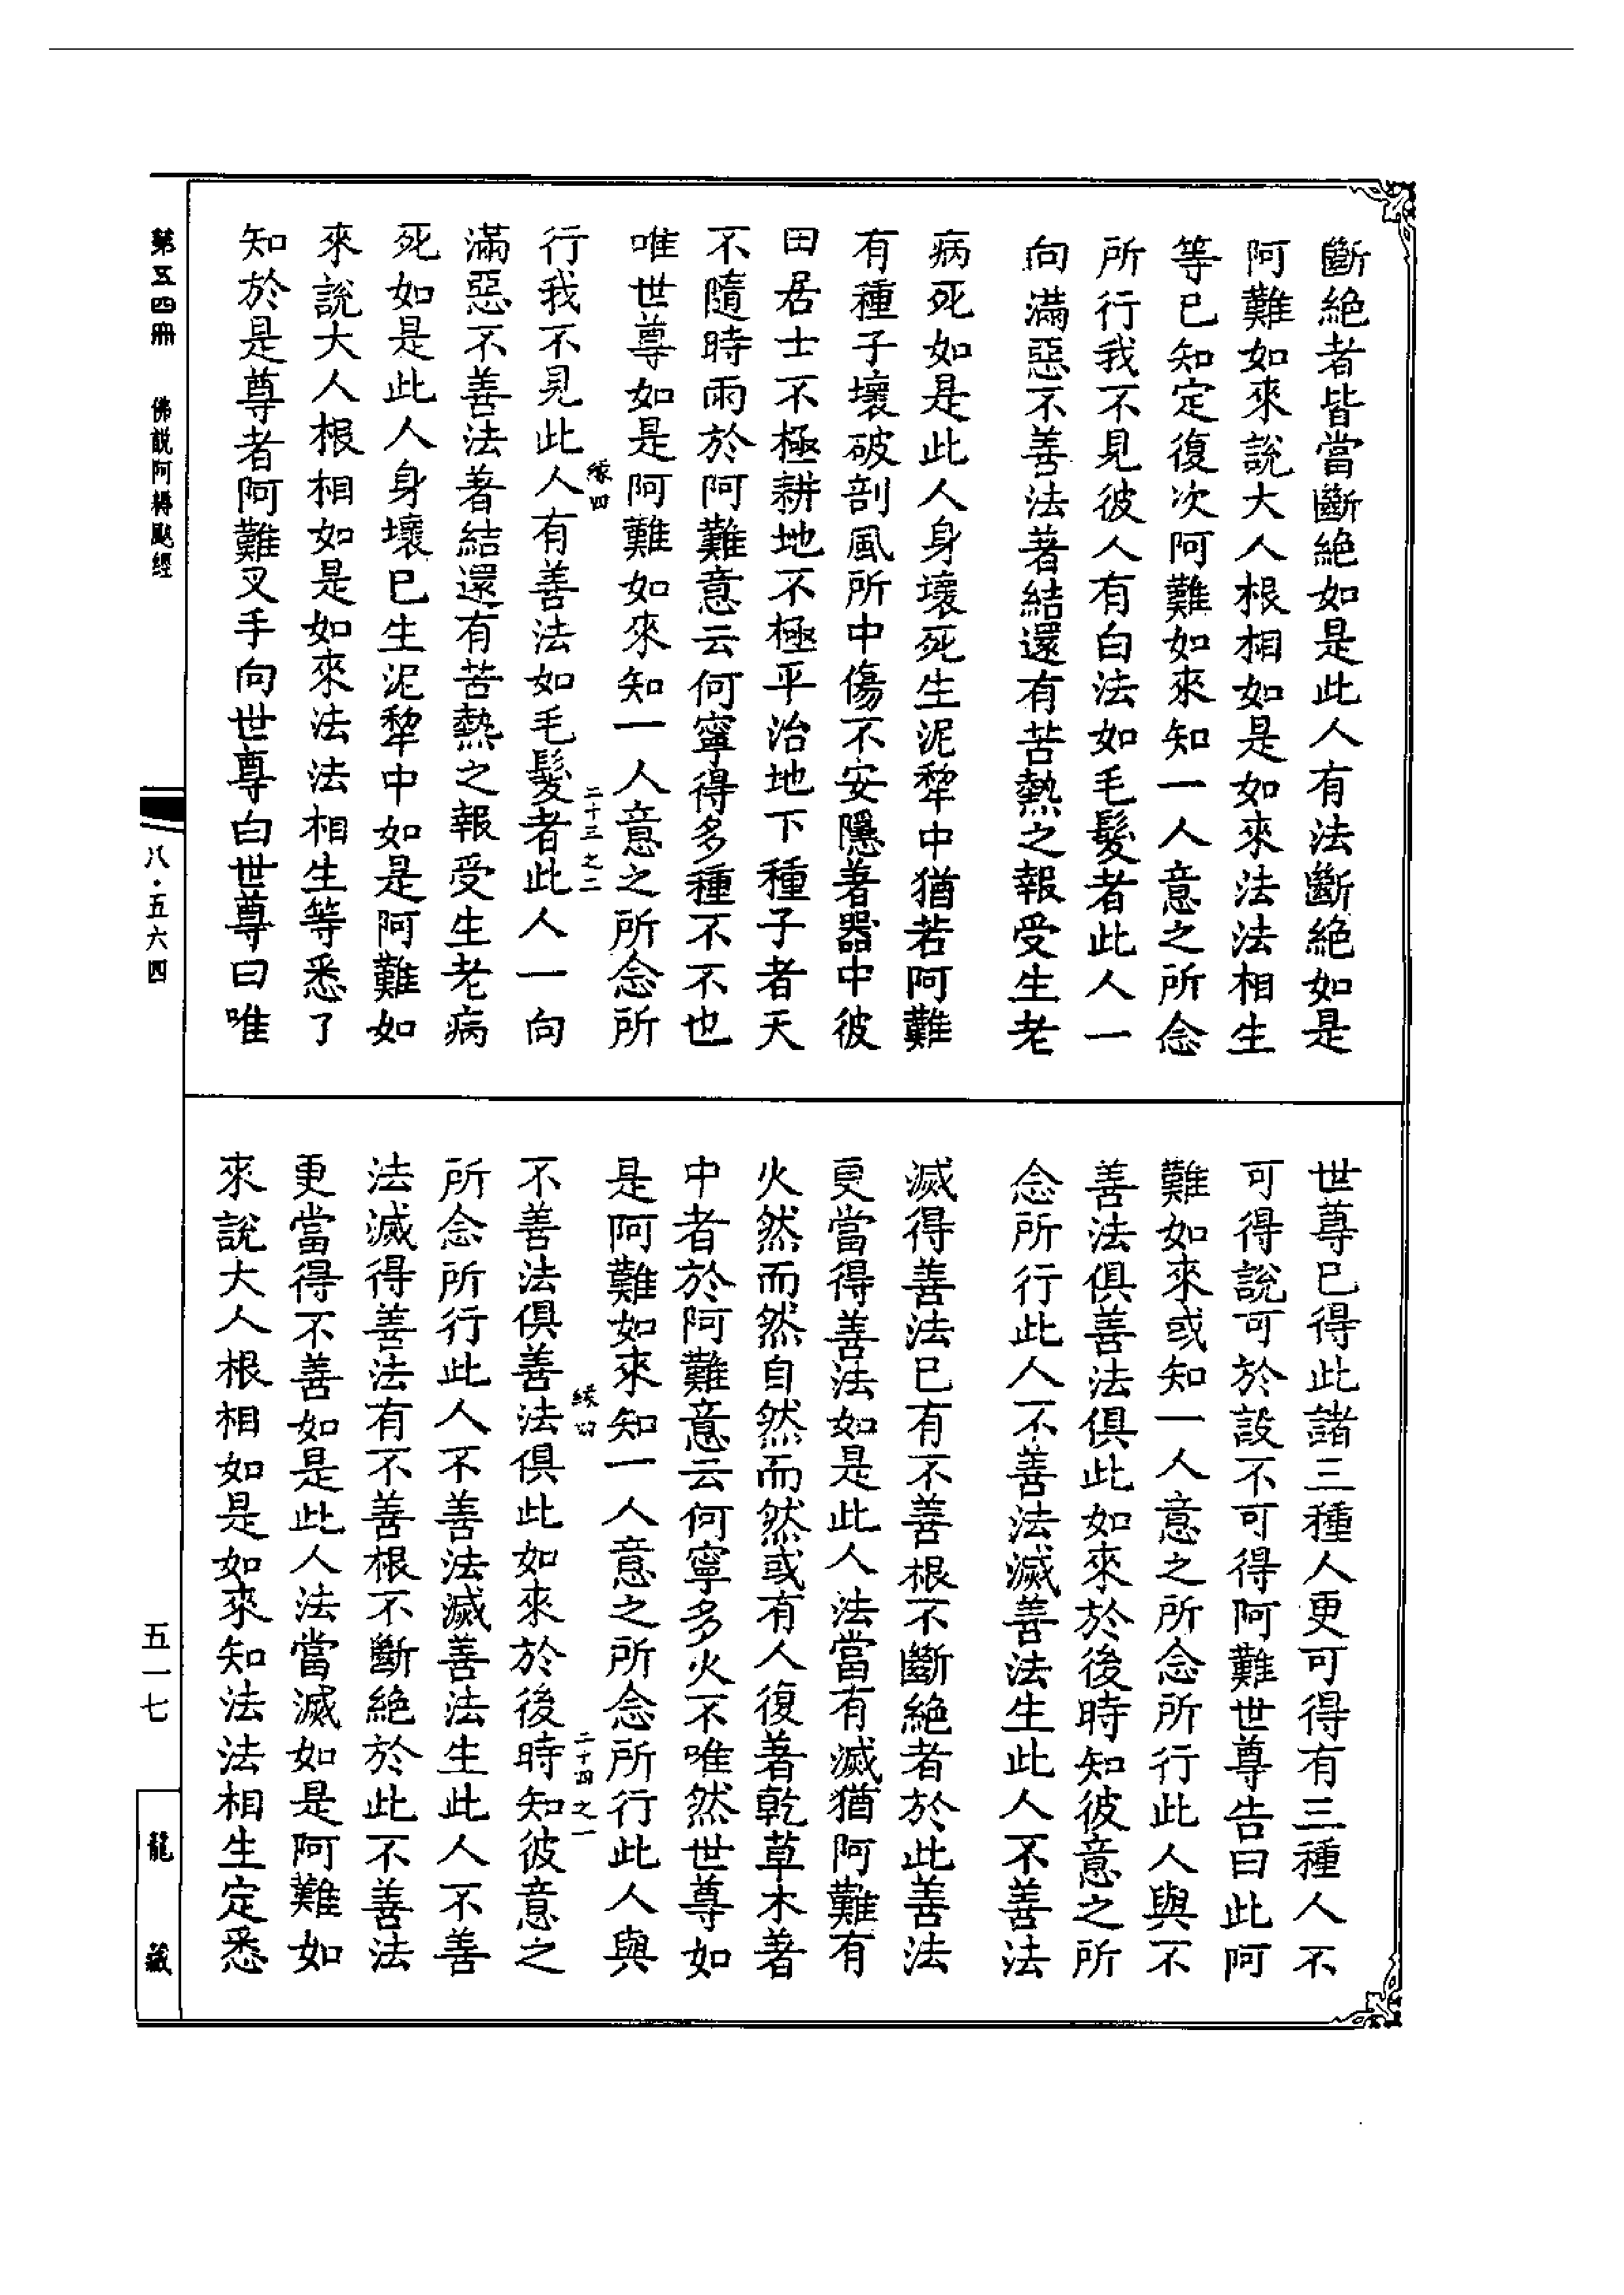 斷絕者皆當斷絕如是此人有法斷絕如是
阿難如來說大人根相如是如來法法相生
等已知定復次阿難如來知一人意之所念
所行我不見彼人有白法如毛髮者此人一
向滿惡不善法著結還有苦熱之報受生老
病死如是此人身壞死生泥犂中猶若阿難
有種子壞破剖風所中傷不安隱著器中彼
田居士不極耕地不極平治地下種子者天
不隨時雨於阿難意云何寧得多種不不也
唯世尊如是阿難如來知一人意之所念所
緣四
二十三之二
行我不見此人有善法如毛髮者此人一向
滿惡不善法著結還有苦熱之報受生老病
死如是此人身壞已生泥犂中如是阿難如
來說大人根相如是如來法法相生等悉了
知於是尊者阿難叉手向世尊白世尊曰唯
世尊已得此諸三種人更可得有三種人不
可得說可於設不可得阿難世尊告曰此阿
難如來或知一人意之所念所行此人與不
善法俱善法俱此如來於後時知彼意之所
念所行此人不善法滅善法生此人不善法
滅得善法已有不善根不斷絕者於此善法
更當得善法如是此人法當有滅猶阿難有
火然而然自然而然或有人復著乾草木著
中者於阿難意云何寧多火不唯然世尊如
是阿難如來知一人意之所念所行此人與
緣四
二十四之一
不善法俱善法俱此如來於後時知彼意之
所念所行此人不善法滅善法生此人不善
法滅得善法有不善根不斷絕於此不善法
更當得不善如是此人法當滅如是阿難如
來說大人根相如是如來知法法相生定悉
第五四冊
佛說阿耨颰經
八·五六四
五一七
龍藏